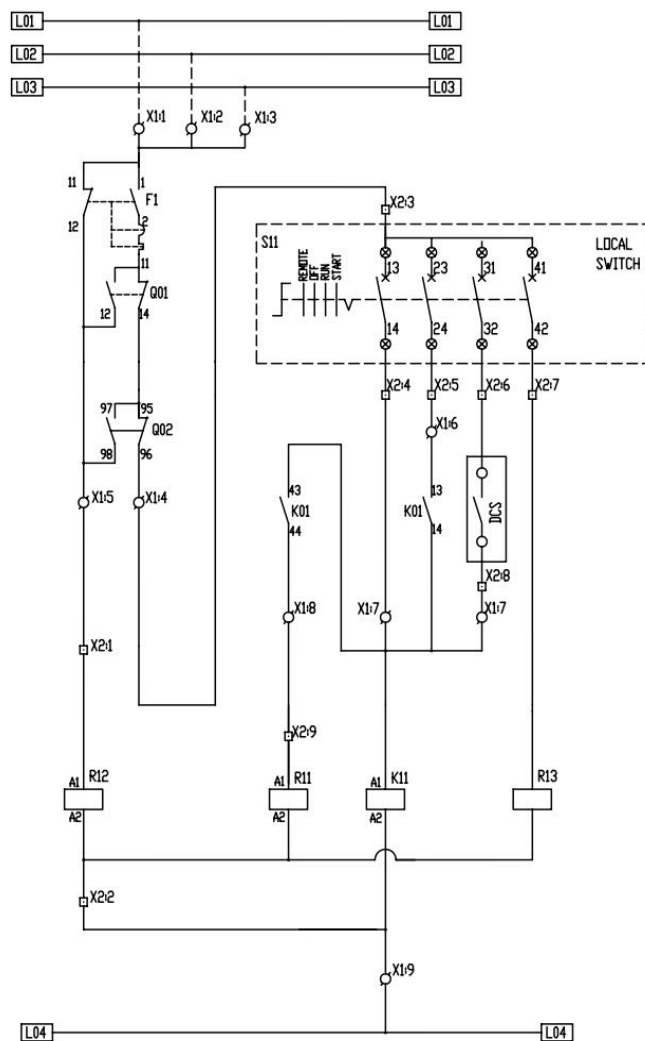 L01 L01
L02 L02
L03 L03
X1:1 X1:2 X1:3
11 1
F1
12 2
11
Q01
12 14
97 95
Q02
98 96
X1:5 X1:4
X2:1
X2:3
S11
LOCAL
SWITCH
REMOTE
OFF
RUN
START
13 23 31 41
14 24 32 42
X2:4 X2:5 X2:6 X2:7
X1:6
43
K01
44
13
K01
14
DCS
X2:8
X1:8 X1:7 X1:7
X2:9
A1 R12 A1 R11 A1 K11 R13
A2 A2 A2
X2:2
X1:9
L04 L04